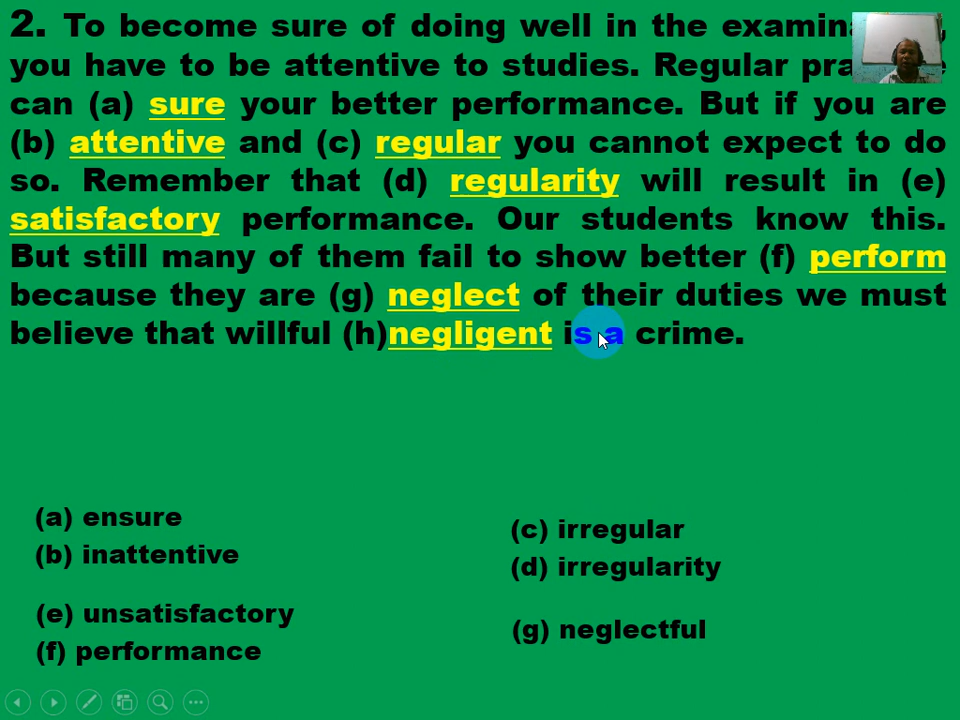 2. To become sure of doing well in the
you have to be attentive to studies. Regular
can (a) sure your better performance. But if you are
(b) attentive and (c) regular you cannot expect to do
so. Remember that (d) regularity will result in (e)
satisfactory performance. Our students know this.
But still many of them fail to show better (f) perform
because they are (g) neglect of their duties we must
believe that willful (h)negligent is a crime.
(a) ensure
(b) inattentive
(c) irregular
(d) irregularity
(e) unsatisfactory
(f) performance
(g) neglectful